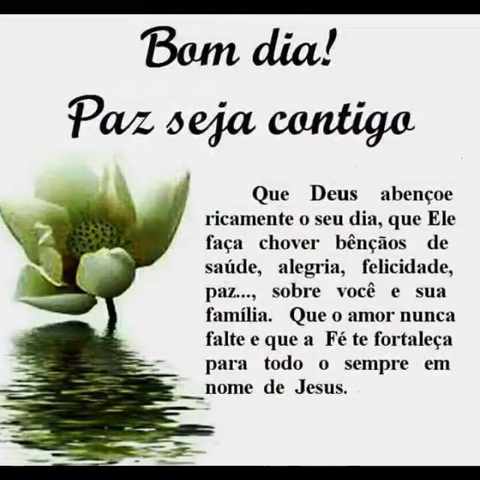 Bom dia!
Paz seja contigo
Que Deus abençoe
ricamente o seu dia, que Ele
faça chover bênçãos de
saúde, alegria, felicidade,
paz..., sobre você e sua
família. Que o amor nunca
falte e que a Fé te fortaleça
para todo o sempre em
nome de Jesus.